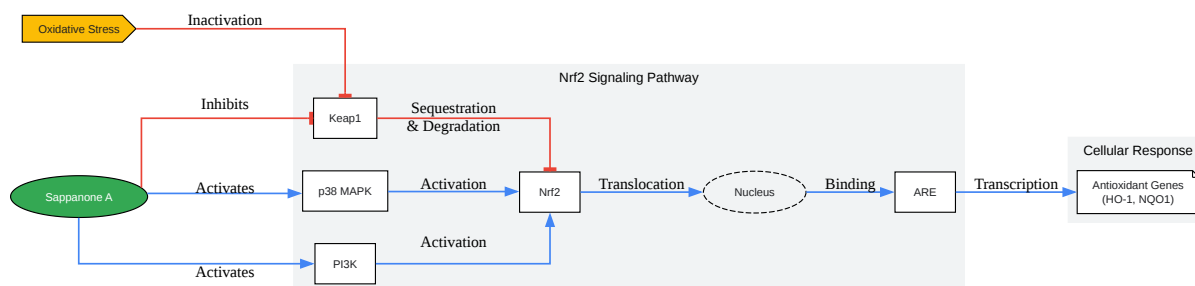 Inactivation
Oxidative Stress
Nrf2 Signaling Pathway
Inhibits
Sequestration
& Degradation
Keap1
Cellular Response
Sappanone A
Activates
p38 MAPK
Activation
Nrf2
Translocation
Nucleus
Binding
ARE
Transcription
Antioxidant Genes
(HO-1, NQO1)
Activation
Activates
PI3K